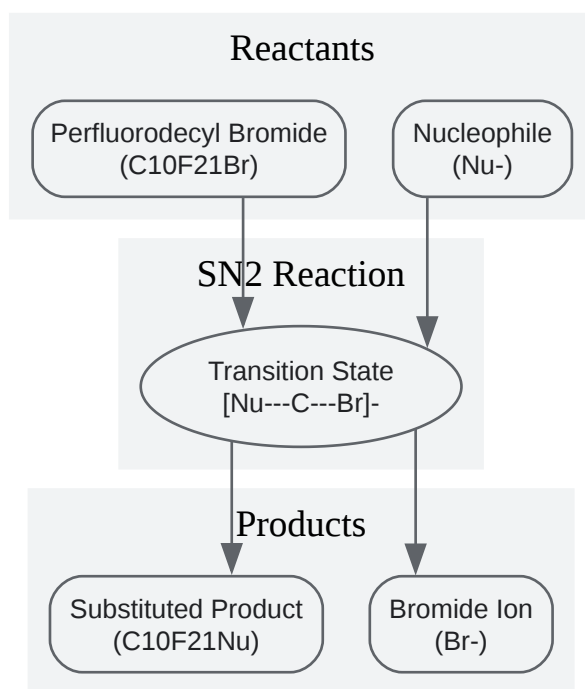 Reactants
Perfluorodecyl Bromide
(C10F21Br)
Nucleophile
(Nu-)
SN2 Reaction
Transition State
[Nu---C---Br]-
Products
Substituted Product
(C10F21Nu)
Bromide Ion
(Br-)